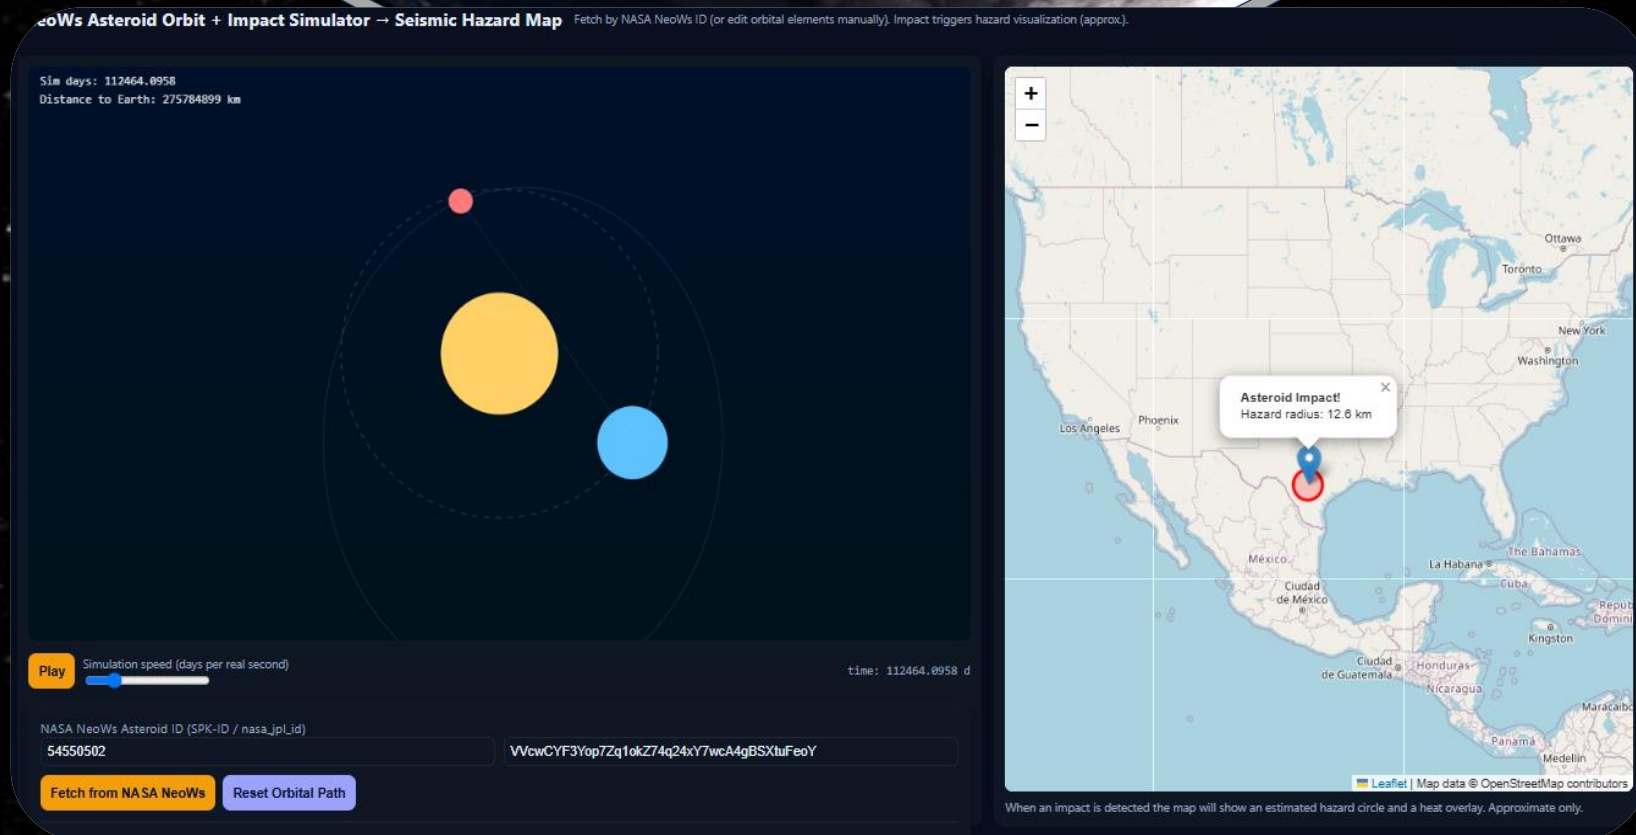 eoWs Asteroid Orbit + Impact Simulator → Seismic Hazard Map Fetch by NASA NeoWs ID (or edit orbital elements manually). Impact triggers hazard visualization (approx.).
Sim days: 112464.0958
Distance to Earth: 275784899 km
Play
Simulation speed (days per real second)
time: 112464.0958 d
NASA NeoWs Asteroid ID (SPK-ID / nasa_jpl_id)
54550502
VVcwCYF3Yop7Zq1okZ74q24xY7wcA4gBSXtuFeoY
Fetch from NASA NeoWs
Reset Orbital Path
+
−
Ottawa
Toronto
New York
Washington
Asteroid Impact!
×
Hazard radius: 12.6 km
Los Angeles
Phoenix
México
Ciudad
de México
La Habana
The Bahamas
Cuba
Repub
Domini
Kingston
Ciudad
de Guatemala
Honduras
Nicaragua
Maracaibo
Panamá
Medellín
Leaflet | Map data © OpenStreetMap contributors
When an impact is detected the map will show an estimated hazard circle and a heat overlay. Approximate only.